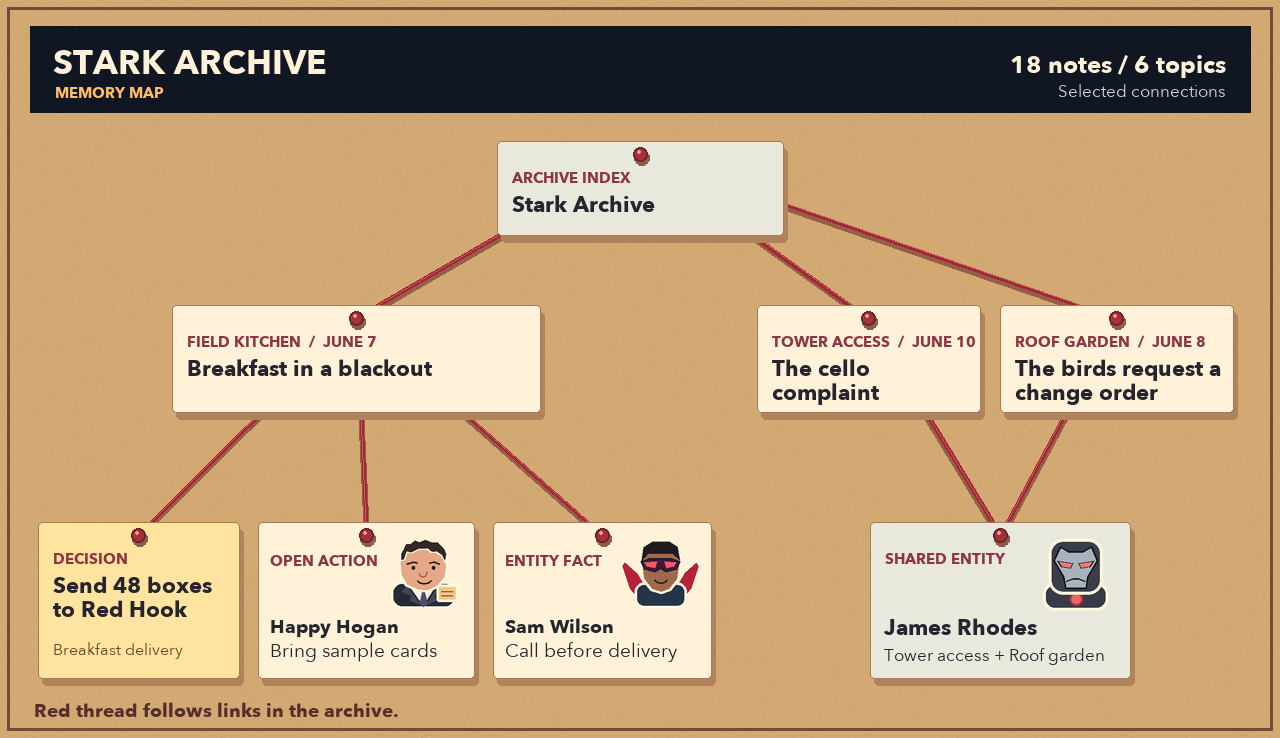 STARK ARCHIVE
MEMORY MAP
18 notes / 6 topics
Selected connections
ARCHIVE INDEX
Stark Archive
FIELD KITCHEN / JUNE 7
Breakfast in a blackout
TOWER ACCESS / JUNE 10
The cello
complaint
ROOF GARDEN / JUNE 8
The birds request a
change order
DECISION
Send 48 boxes
to Red Hook
Breakfast delivery
OPEN ACTION
Happy Hogan
Bring sample cards
ENTITY FACT
Sam Wilson
Call before delivery
SHARED ENTITY
James Rhodes
Tower access + Roof garden
Red thread follows links in the archive.